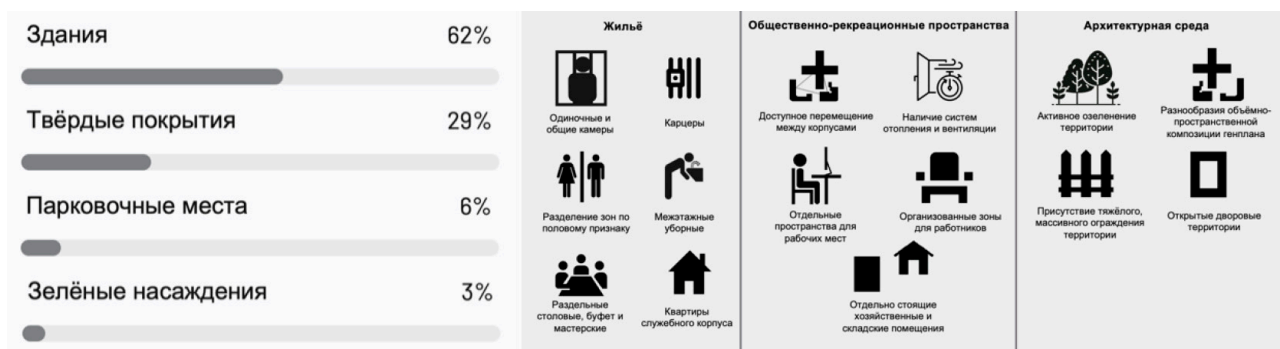 Здания
62%
Твёрдые покрытия
29%
Парковочные места
6%
Зелёные насаждения
3%
Жильё
Одиночные и
общие камеры
Карцеры
Разделение зон по
половому признаку
Межэтажные
уборные
Раздельные
столовые, буфет и
мастерские
Квартиры
служебного корпуса
Общественно-рекреационные пространства
Доступное перемещение
между корпусами
Наличие систем
отопления и вентиляции
Отдельные
пространства для
рабочих мест
Организованные зоны
для работников
Отдельно стоящие
хозяйственные и
складские помещения
Архитектурная среда
Активное озеленение
территории
Разнообразия объёмно-
пространственной
композиции генплана
Присутствие тяжёлого,
массивного ограждения
территории
Открытые дворовые
территории